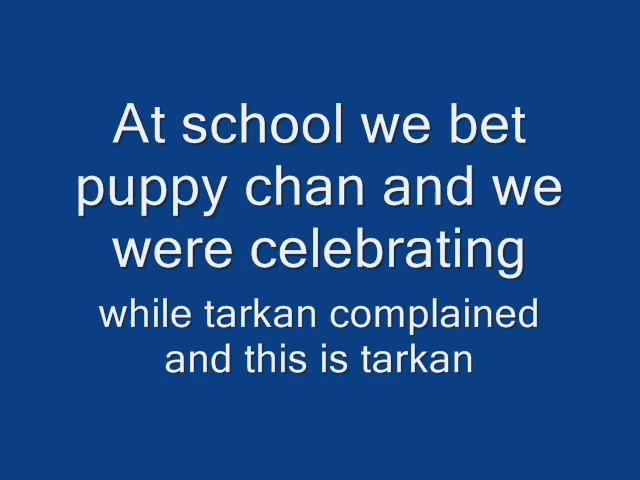 At school we bet
puppy chan and we
were celebrating
while tarkan complained
and this is tarkan